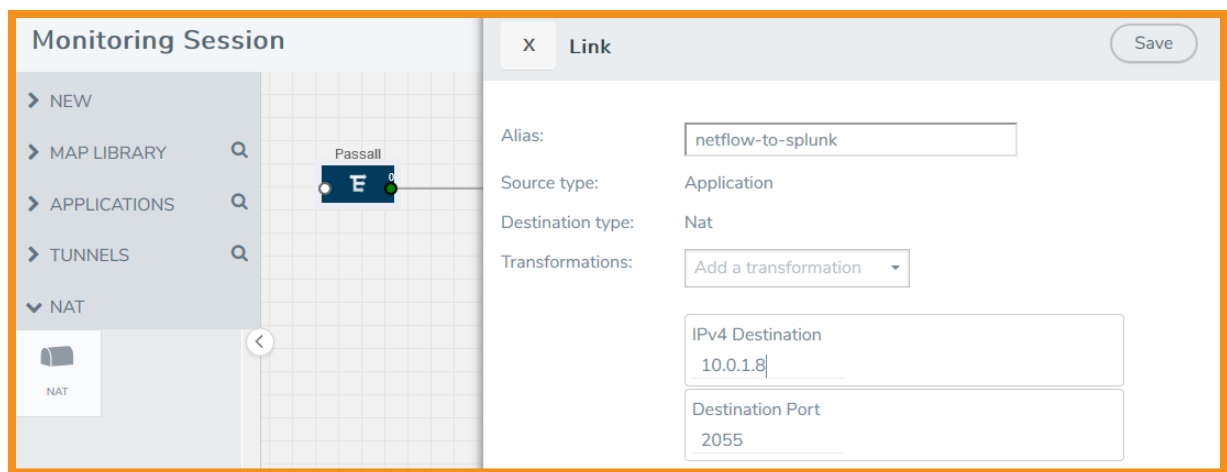 Monitoring Session
NEW
MAP LIBRARY
APPLICATIONS
TUNNELS
NAT
NAT
Passall
0
X Link Save
Alias: netflow-to-splunk
Source type: Application
Destination type: Nat
Transformations: Add a transformation
IPv4 Destination
10.0.1.8
Destination Port
2055